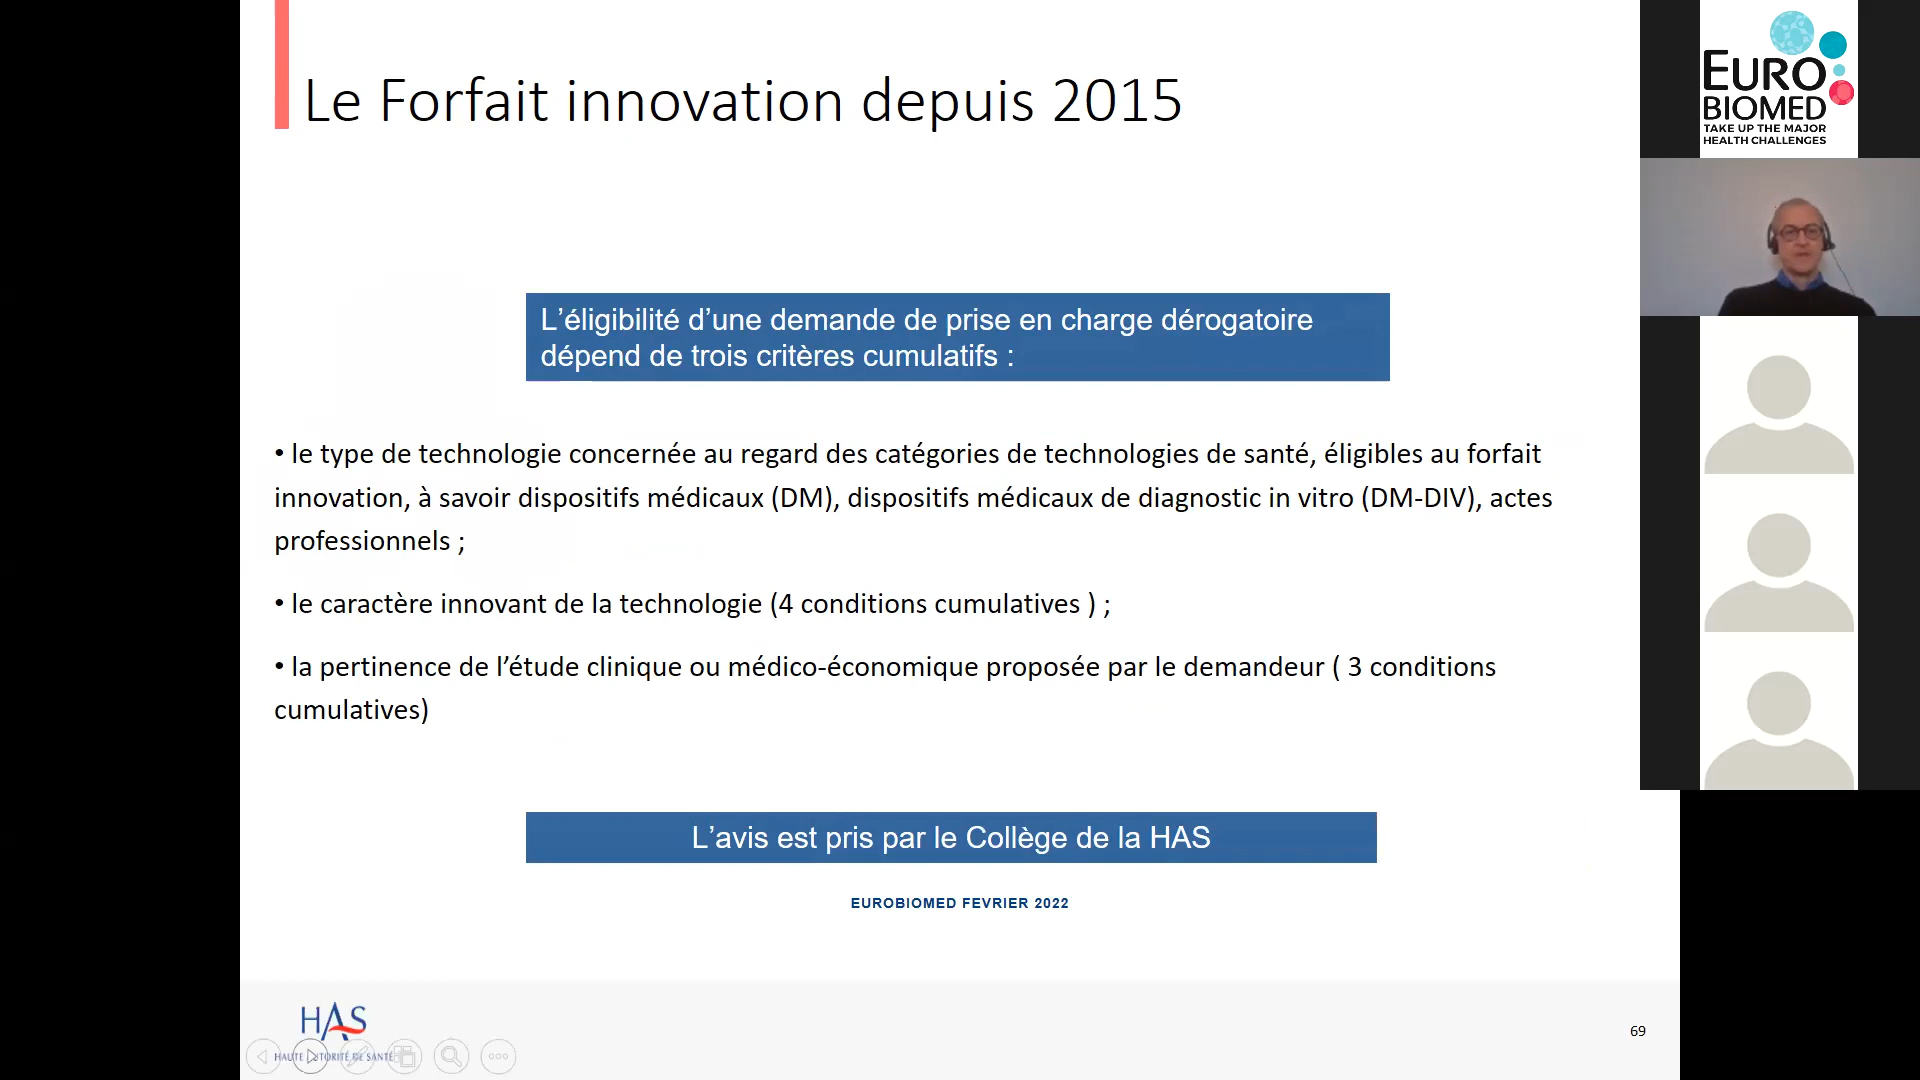 Le Forfait innovation depuis 2015
EURO
BIOMED
TAKE UP THE MAJOR
HEALTH CHALLENGES
L’éligibilité d’une demande de prise en charge dérogatoire
dépend de trois critères cumulatifs :
• le type de technologie concernée au regard des catégories de technologies de santé, éligibles au forfait
innovation, à savoir dispositifs médicaux (DM), dispositifs médicaux de diagnostic in vitro (DM-DIV), actes
professionnels ;
• le caractère innovant de la technologie (4 conditions cumulatives ) ;
• la pertinence de l’étude clinique ou médico-économique proposée par le demandeur ( 3 conditions
cumulatives)
L’avis est pris par le Collège de la HAS
EUROBIOMED FEVRIER 2022
HAS
HAUTE AUTORITÉ DE SANTÉ
69